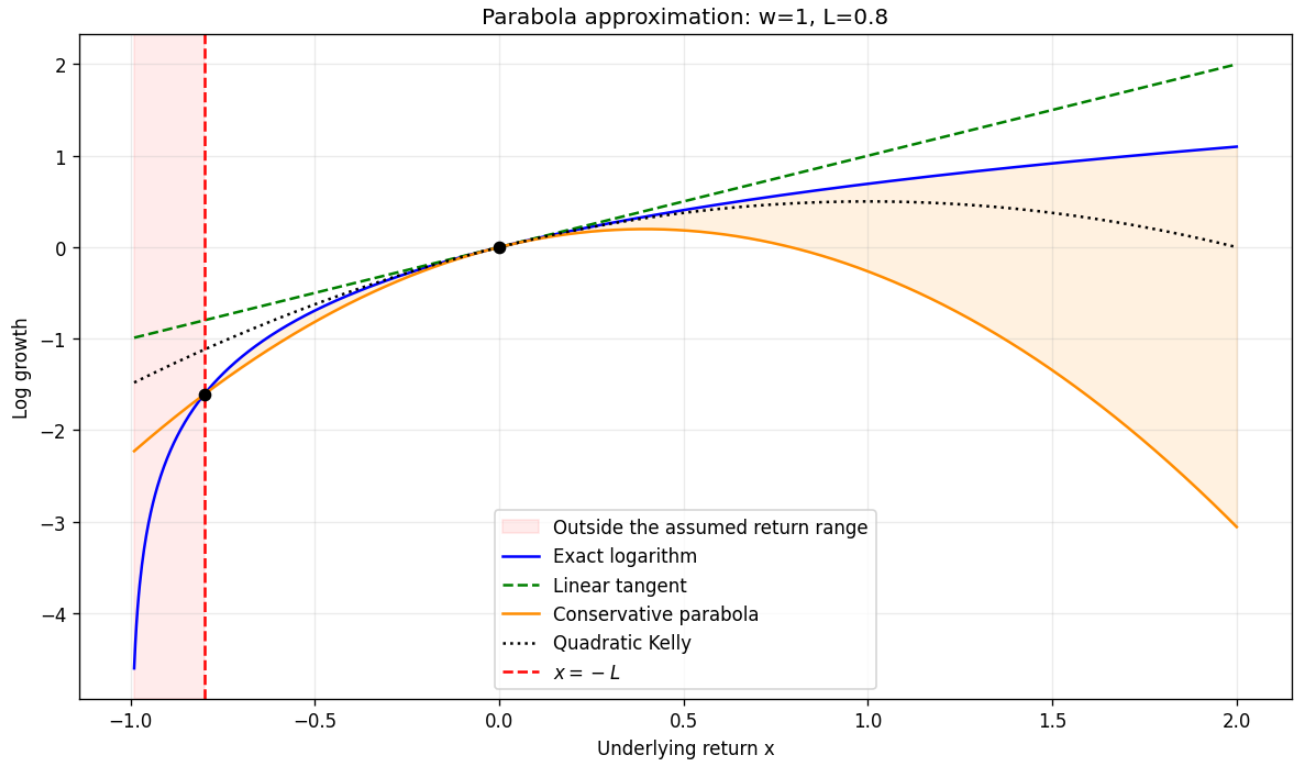 Parabola approximation: w=1, L=0.8
Log growth
2
1
0
−1
−2
−3
−4
Outside the assumed return range
Exact logarithm
Linear tangent
Conservative parabola
Quadratic Kelly
x = − L
−1.0 −0.5 0.0 0.5 1.0 1.5 2.0
Underlying return x